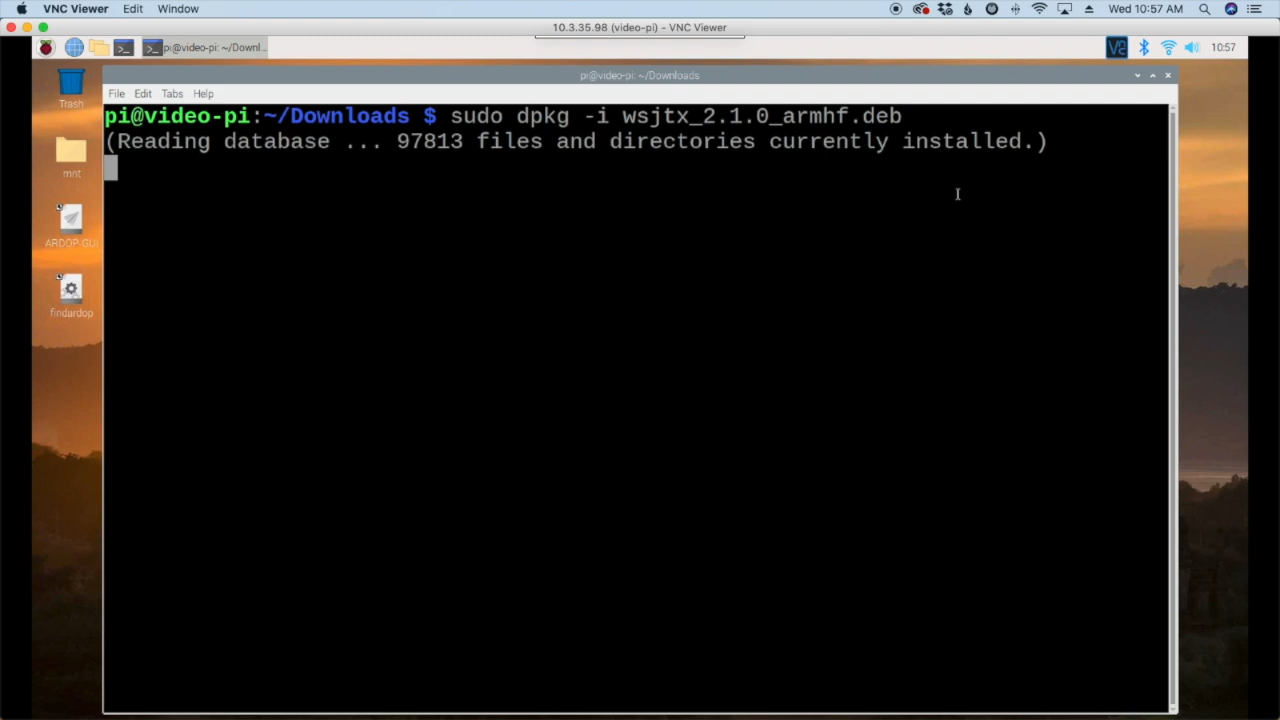 VNC Viewer Edit Window
Wed 10:57 AM
10.3.35.98 (video-pi) - VNC Viewer
pi@video-pi: ~/Downl...
10:57
pi@video-pi: ~/Downloads
File Edit Tabs Help
Trash
mnt
ARDOP-GUI
findardop
pi@video-pi:~/Downloads $ sudo dpkg -i wsjtx_2.1.0_armhf.deb
(Reading database ... 97813 files and directories currently installed.)